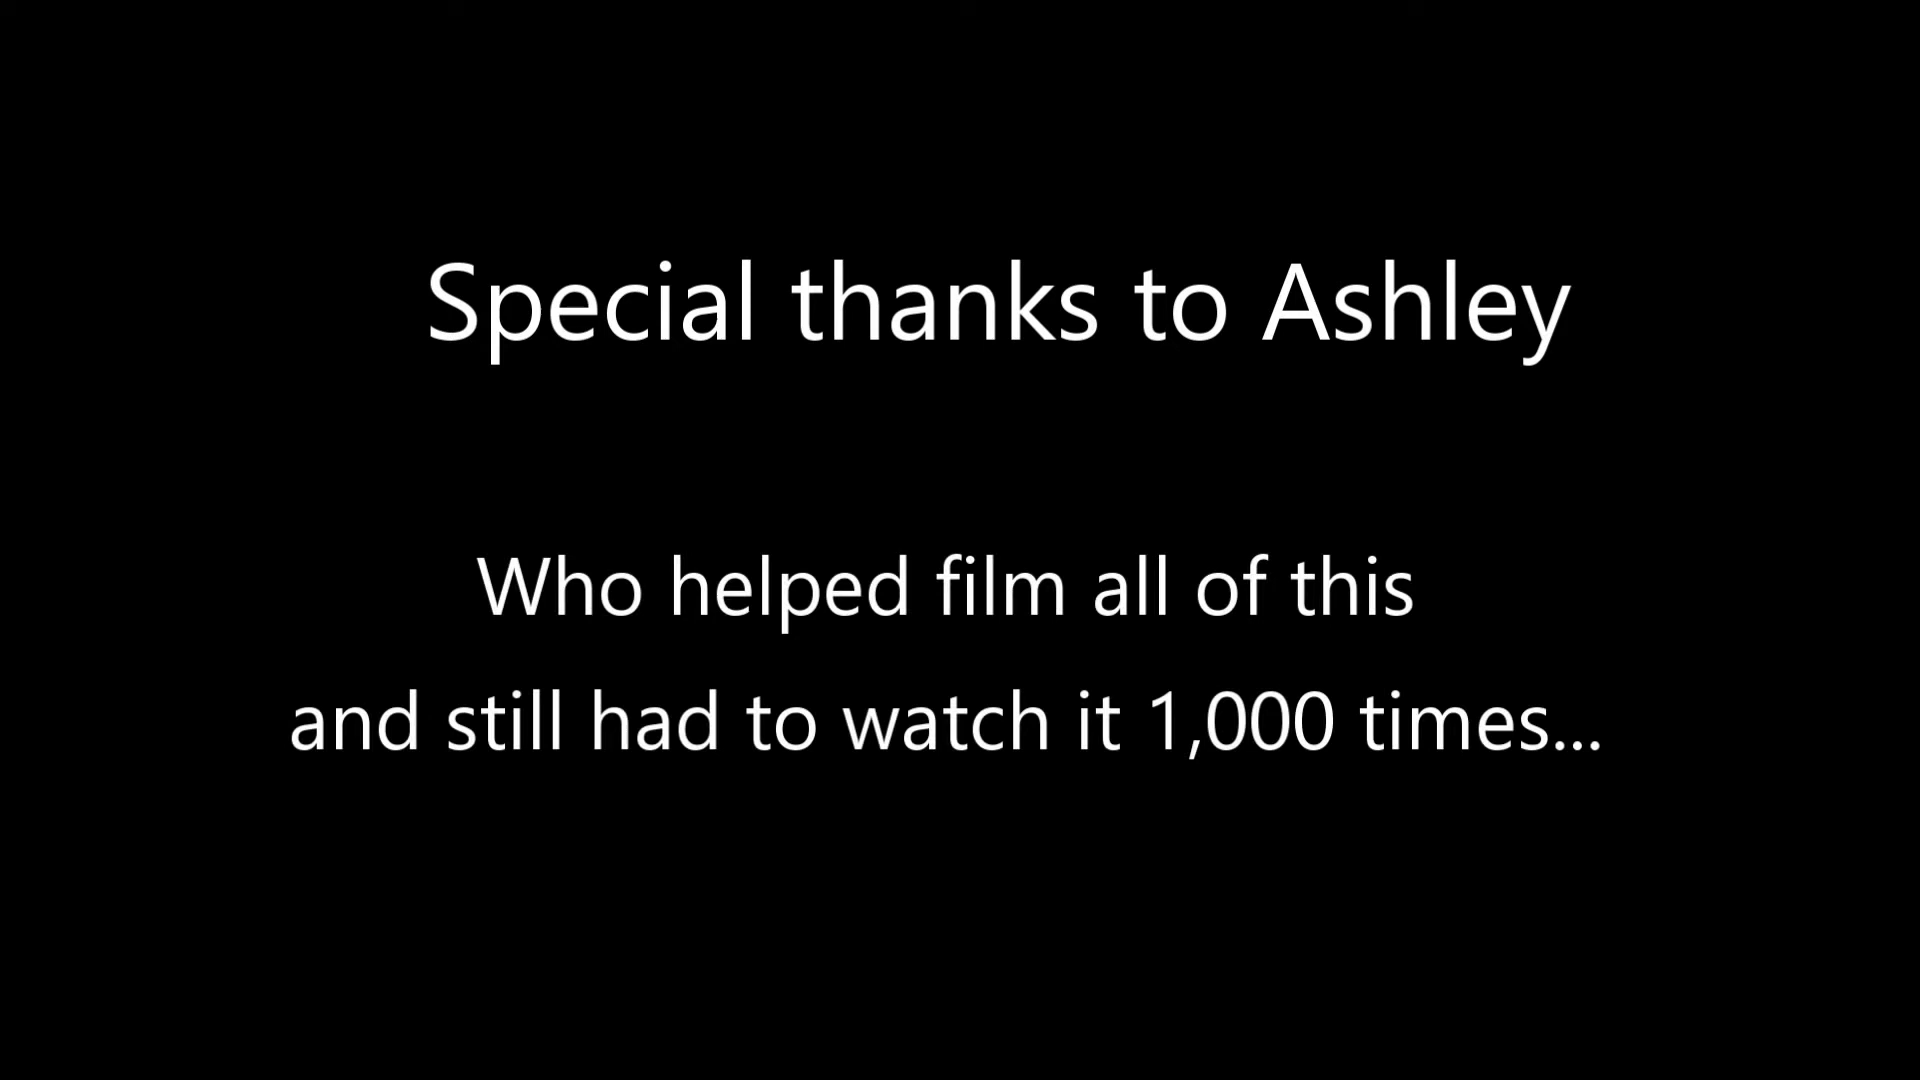 Special thanks to Ashley
Who helped film all of this
and still had to watch it 1,000 times...